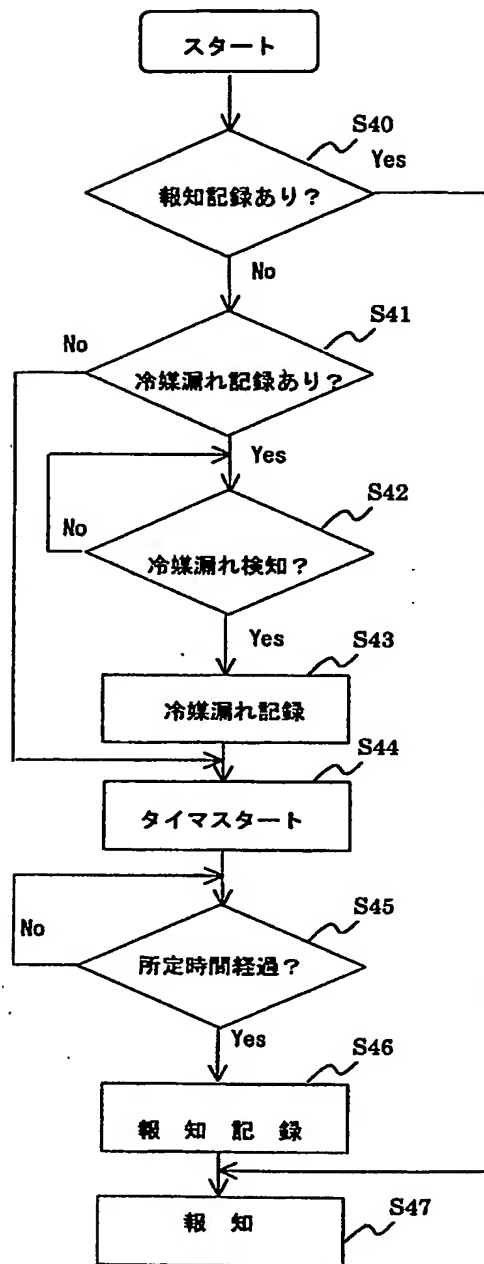 スタート
S40
Yes
報知記録あり？
No
S41
No
冷媒漏れ記録あり？
Yes
S42
No
冷媒漏れ検知？
Yes
S43
冷媒漏れ記録
S44
タイマスタート
S45
No
所定時間経過？
Yes
S46
報 知 記 録
報 知
S47